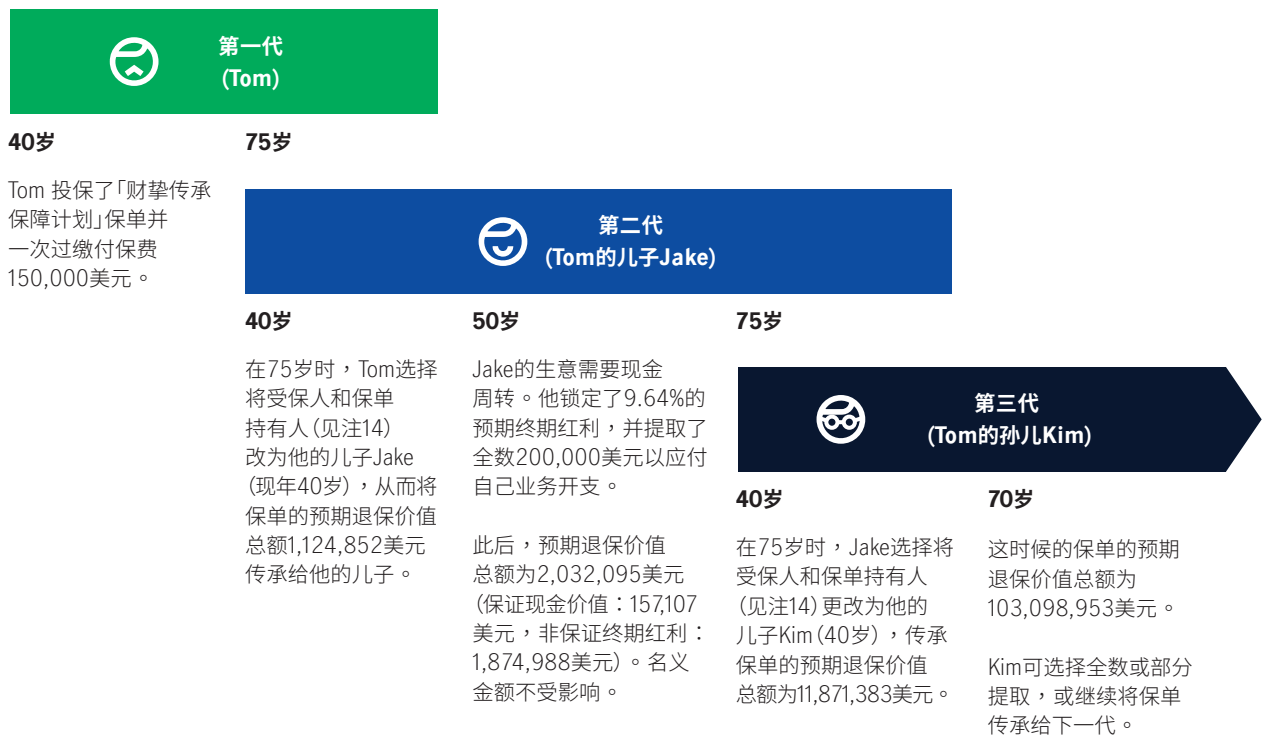 第一代
(Tom)
40岁
Tom 投保了「财挚传承
保障计划」保单并
一次过缴付保费
150,000美元。
75岁
第二代
(Tom的儿子Jake)
40岁
在75岁时，Tom选择
将受保人和保单
持有人(见注14)
改为他的儿子Jake
(现年40岁)，从而将
保单的预期退保价值
总额1,124,852美元
传承给他的儿子。
50岁
Jake的生意需要现金
周转。他锁定了9.64%的
预期终期红利，并提取了
全数200,000美元以应付
自己业务开支。
此后，预期退保价值
总额为2,032,095美元
(保证现金价值：157,107
美元，非保证终期红利：
1,874,988美元)。名义
金额不受影响。
75岁
第三代
(Tom的孙儿Kim)
40岁
在75岁时，Jake选择将
受保人和保单持有人
(见注14)更改为他的
儿子Kim(40岁)，传承
保单的预期退保价值
总额为11,871,383美元。
70岁
这时候的保单的预期
退保价值总额为
103,098,953美元。
Kim可选择全数或部分
提取，或继续将保单
传承给下一代。